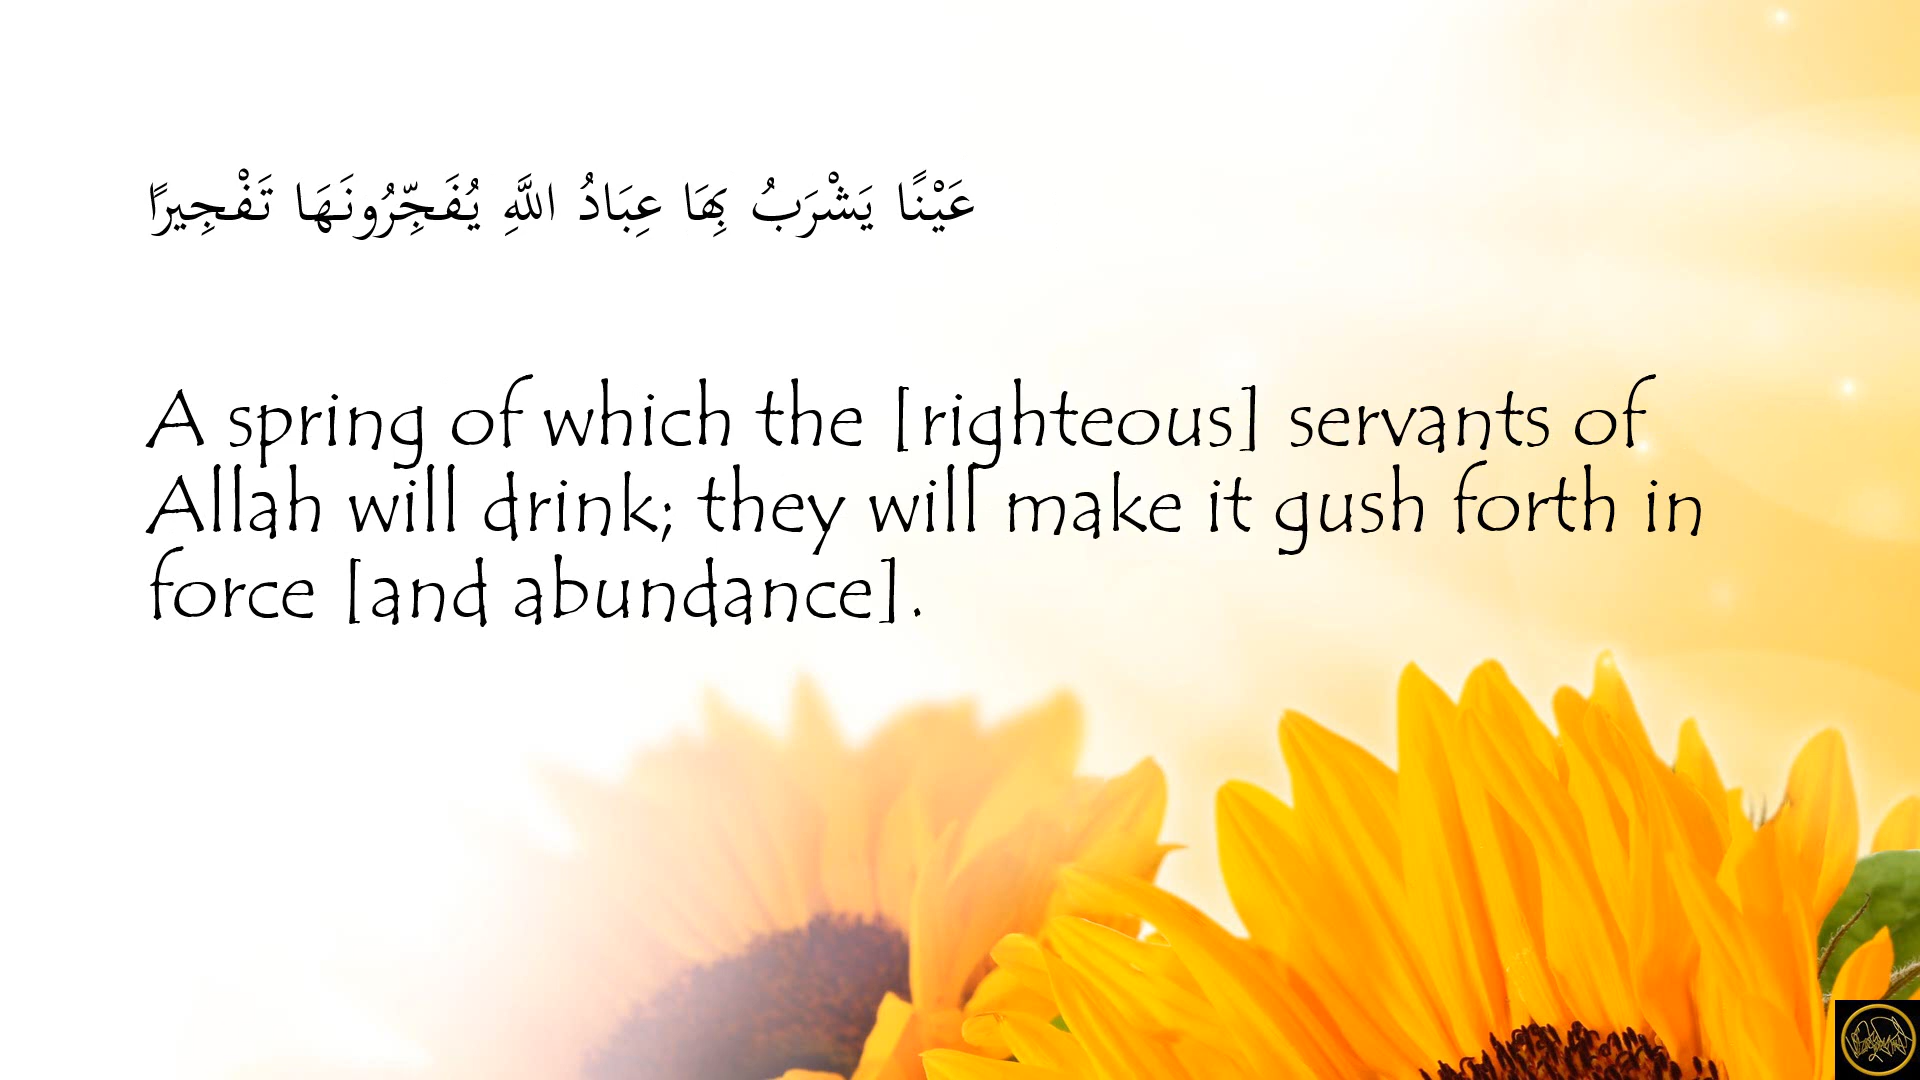 عَيْنًا يَشْرَبُ بِهَا عِبَادُ اللَّهِ يُفَجِّرُونَهَا تَفْجِيرًا
A spring of which the [righteous] servants of
Allah will drink; they will make it gush forth in
force [and abundance].